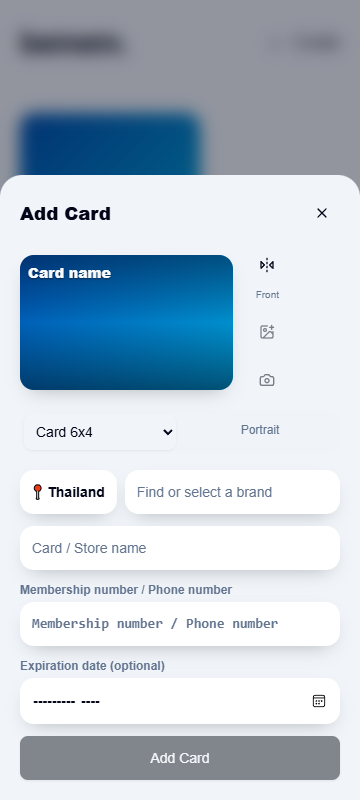 Add Card
Card name
Front
Card 6x4
Portrait
Thailand
Find or select a brand
Card / Store name
Membership number / Phone number
Membership number / Phone number
Expiration date (optional)
--------- ----
Add Card